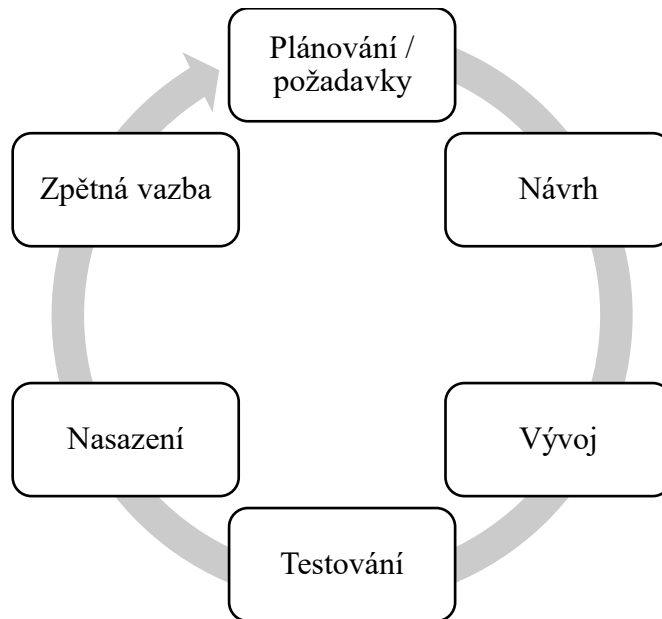 Plánování /
požadavky
Návrh
Vývoj
Testování
Nasazení
Zpětná vazba